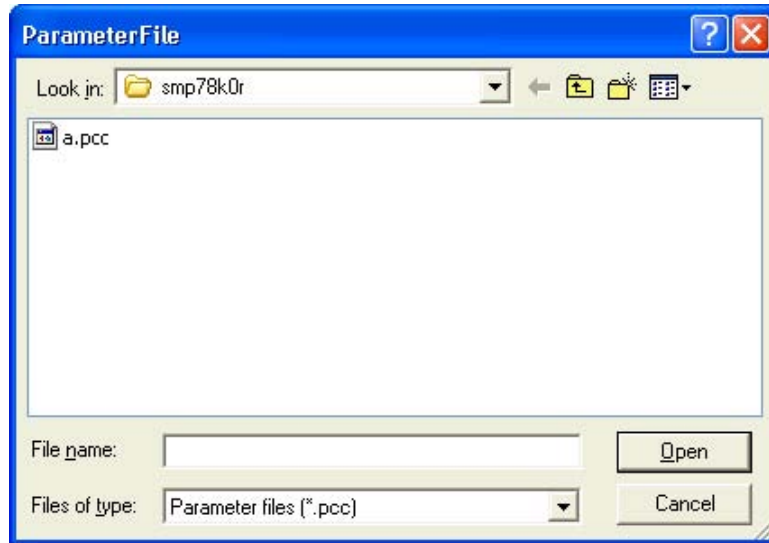 ParameterFile
Look in: smp78k0r
a.pcc
File name:
Open
Files of type: Parameter files (*.pcc)
Cancel